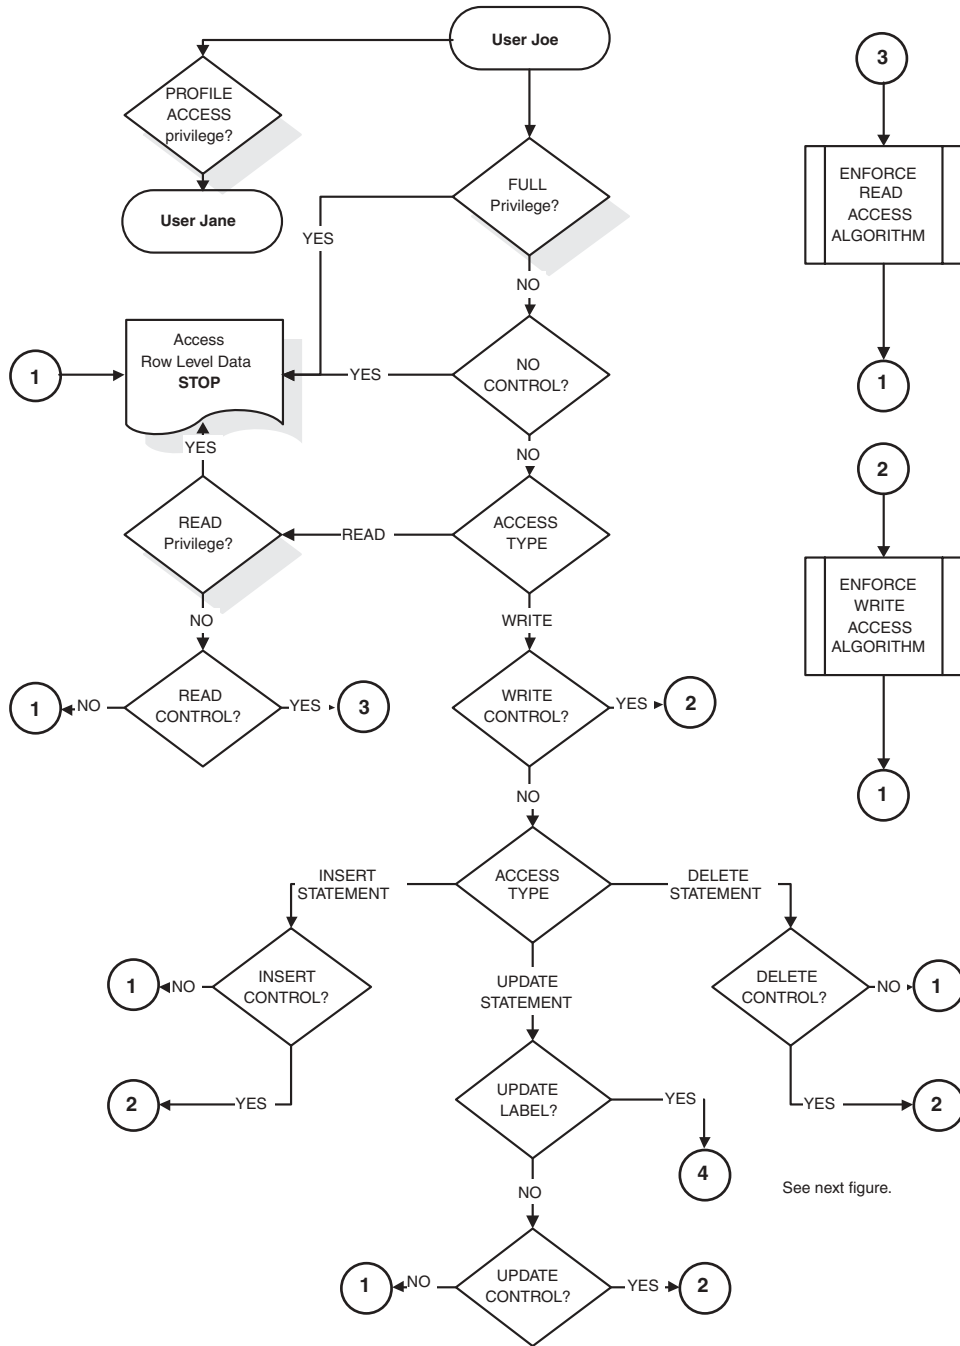 User Joe
PROFILE
ACCESS
privilege?
User Jane
FULL
Privilege?
YES
NO
1
Access
Row Level Data
STOP
YES
NO
CONTROL?
YES
NO
READ
Privilege?
READ
ACCESS
TYPE
NO
WRITE
1
NO
READ
CONTROL?
YES
3
WRITE
CONTROL?
YES
2
NO
ACCESS
TYPE
INSERT
STATEMENT
DELETE
STATEMENT
1
NO
INSERT
CONTROL?
UPDATE
STATEMENT
DELETE
CONTROL?
NO
1
2
YES
UPDATE
LABEL?
YES
YES
2
4
See next figure.
NO
1
NO
UPDATE
CONTROL?
YES
2
3
ENFORCE
READ
ACCESS
ALGORITHM
1
2
ENFORCE
WRITE
ACCESS
ALGORITHM
1